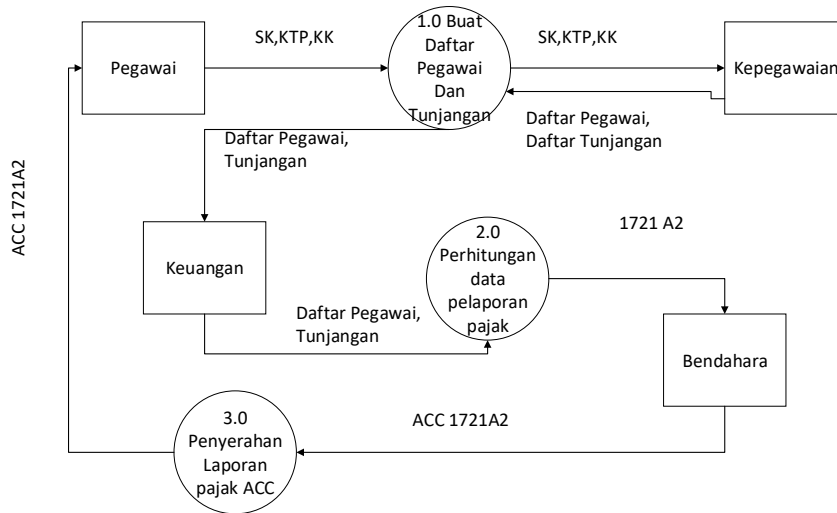 Pegawai
SK,KTP,KK
1.0 Buat
Daftar
Pegawai
Dan
Tunjangan
SK,KTP,KK
Kepegawaian
Daftar Pegawai,
Daftar Tunjangan
Daftar Pegawai,
Tunjangan
ACC 1721A2
Keuangan
2.0
Perhitungan
data
pelaporan
pajak
1721 A2
Daftar Pegawai,
Tunjangan
Bendahara
ACC 1721A2
3.0
Penyerahan
Laporan
pajak ACC